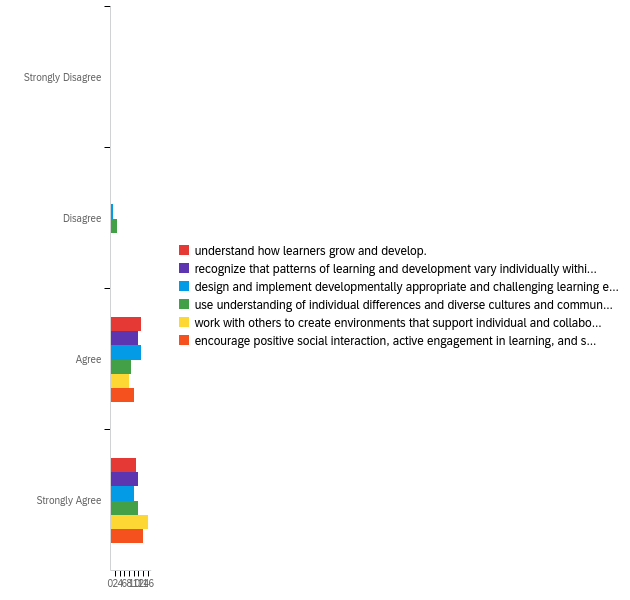 Strongly Disagree
Disagree
understand how learners grow and develop.
recognize that patterns of learning and development vary individually withi...
design and implement developmentally appropriate and challenging learning e...
use understanding of individual differences and diverse cultures and commun...
work with others to create environments that support individual and collabo...
encourage positive social interaction, active engagement in learning, and s...
Agree
Strongly Agree